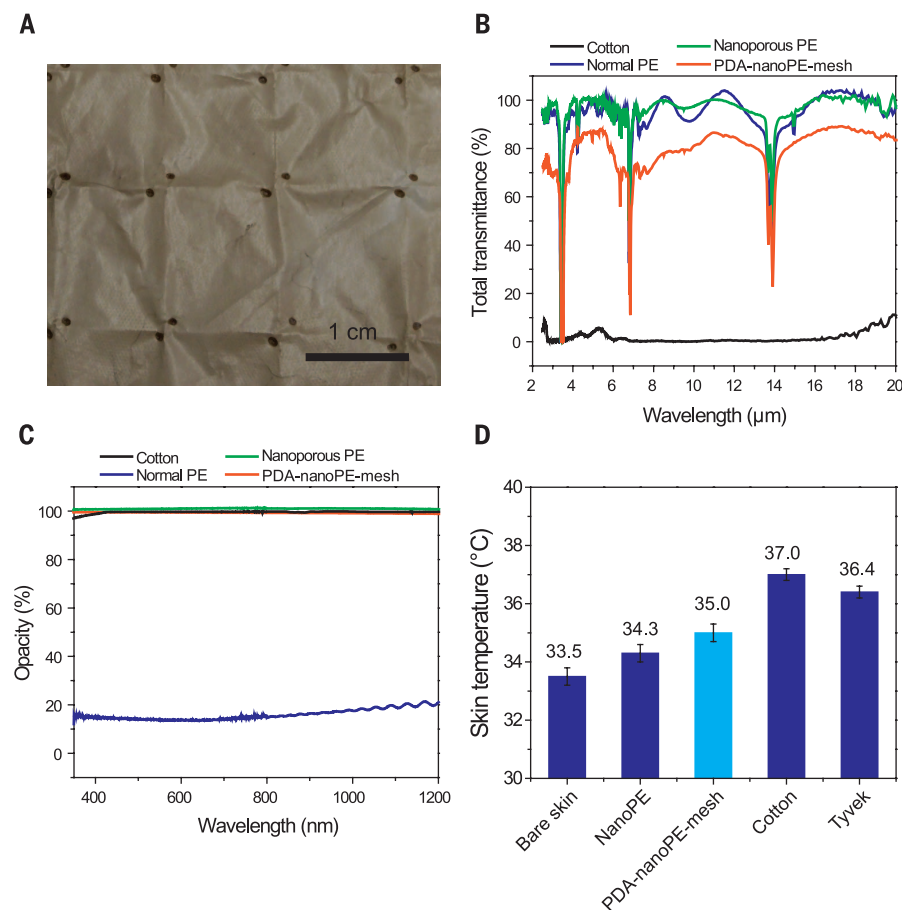 A
1 cm
B
Cotton
Nanoporous PE
Normal PE
PDA-nanoPE-mesh
Total transmittance (%)
100
80
60
40
20
0
2 4 6 8 10 12 14 16 18 20
Wavelength (µm)
C
Cotton
Nanoporous PE
Normal PE
PDA-nanoPE-mesh
Opacity (%)
100
80
60
40
20
0
400 600 800 1000 1200
Wavelength (nm)
D
Skin temperature (°C)
40
38
36
34
32
30
33.5
34.3
35.0
37.0
36.4
Bare skin
NanoPE
PDA-nanoPE-mesh
Cotton
Tyvek